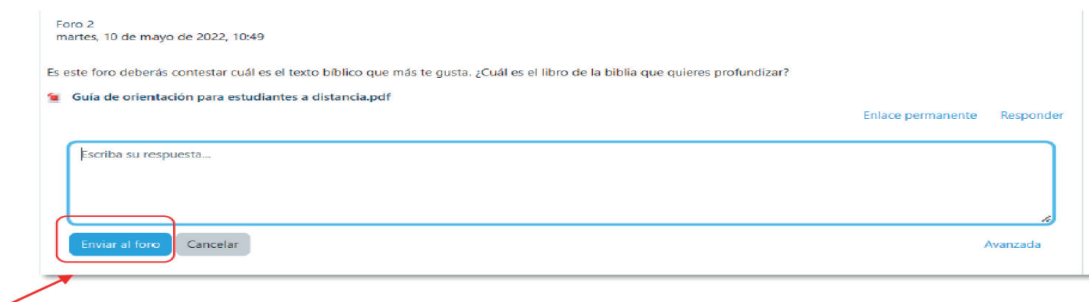 Foro 2
martes, 10 de mayo de 2022, 10:49
Es este foro deberás contestar cuál es el texto bíblico que más te gusta. ¿Cuál es el libro de la biblia que quieres profundizar?
Guía de orientación para estudiantes a distancia.pdf
Enlace permanente Responder
Escriba su respuesta...
Enviar al foro Cancelar Avanzada